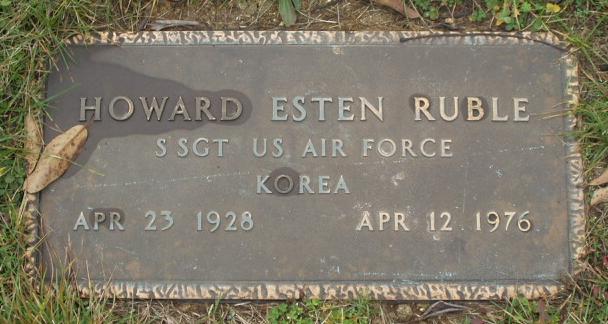 HOWARD ESTEN RUBLE
S SGT US AIR FORCE
KOREA
APR 23 1928 APR 12 1976